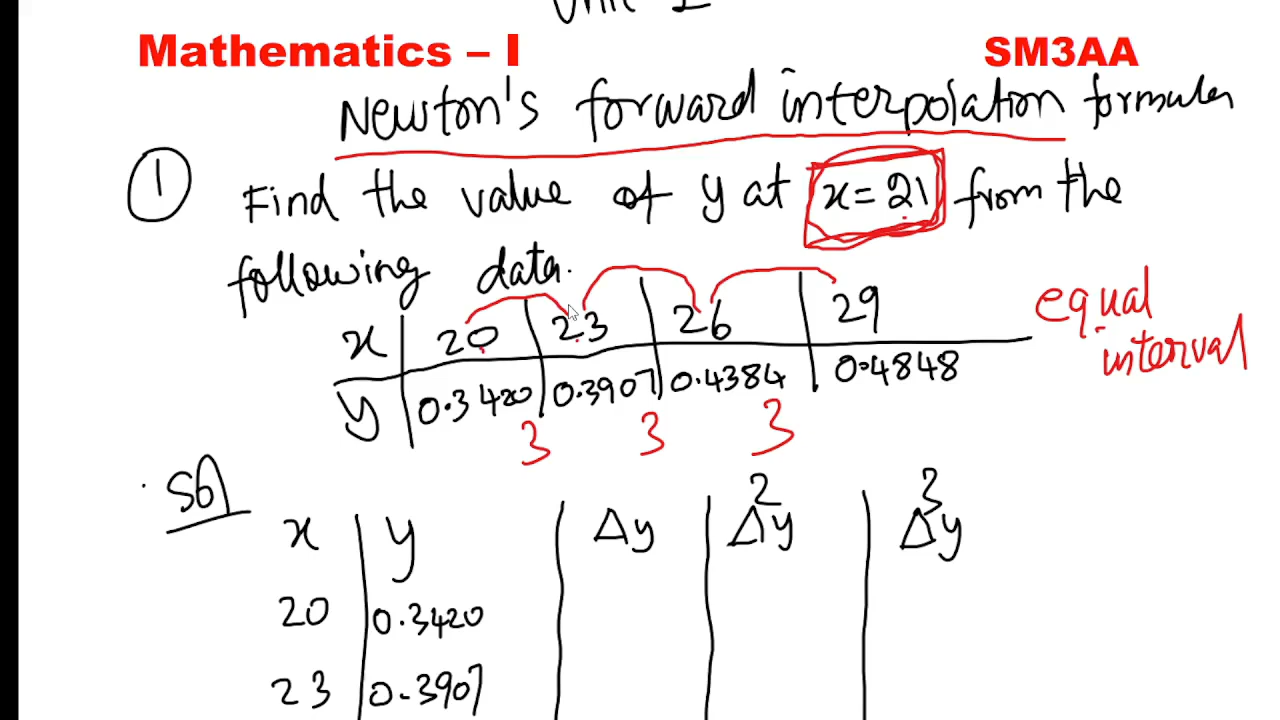 Unit 1
Mathematics – I SM3AA
Newton's forward interpolation formula
① Find the value of y at x = 21 from the
following data.
x 20 23 26 29
equal
interval
y 0.3420 0.3907 0.4384 0.4848
3 3 3
Sol
x y Δy Δ²y Δ³y
20 0.3420
23 0.3907